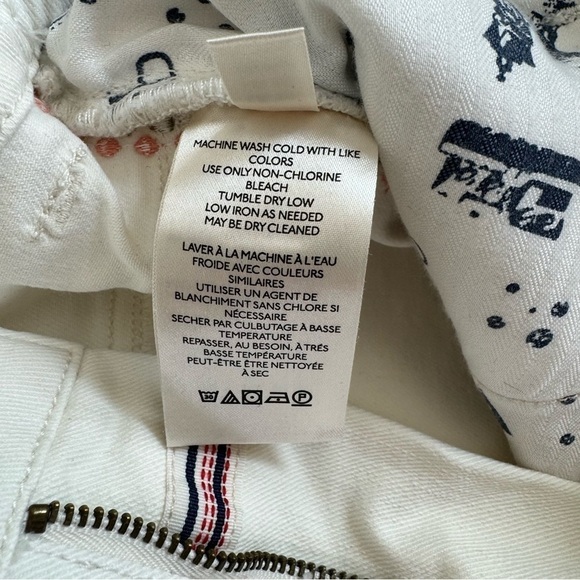 MACHINE WASH COLD WITH LIKE
COLORS
USE ONLY NON-CHLORINE
BLEACH
TUMBLE DRY LOW
LOW IRON AS NEEDED
MAY BE DRY CLEANED
LAVER À LA MACHINE À L'EAU
FROIDE AVEC COULEURS
SIMILAIRES
UTILISER UN AGENT DE
BLANCHIMENT SANS CHLORE SI
NÉCESSAIRE
SECHER PAR CULBUTAGE À BASSE
TEMPERATURE
REPASSER, AU BESOIN, À TRÉS
BASSE TEMPÉRATURE
PEUT-ÊTRE ÊTRE NETTOYÉE
À SEC